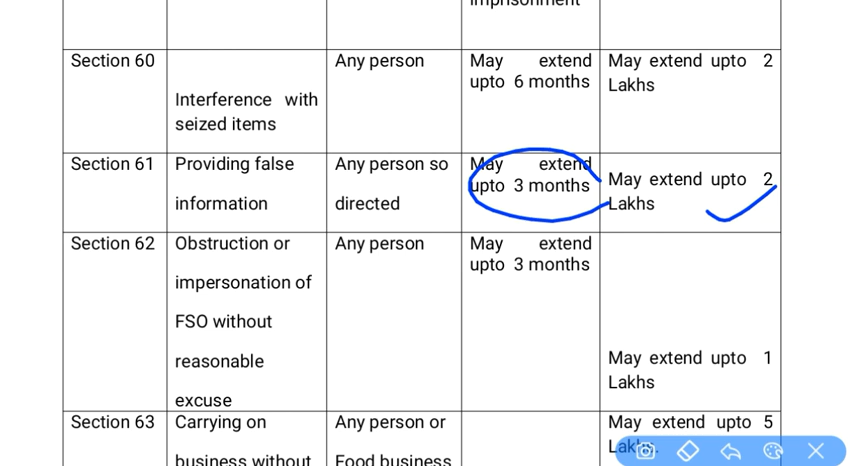 imprisonment
Section 60
Interference with
seized items
Any person
May extend
upto 6 months
May extend upto 2
Lakhs
Section 61
Providing false
information
Any person so
directed
May extend
upto 3 months
May extend upto 2
Lakhs
Section 62
Obstruction or
impersonation of
FSO without
reasonable
excuse
Any person
May extend
upto 3 months
May extend upto 1
Lakhs
Section 63
Carrying on
business without
Any person or
Food business
May extend upto 5
Lakhs.